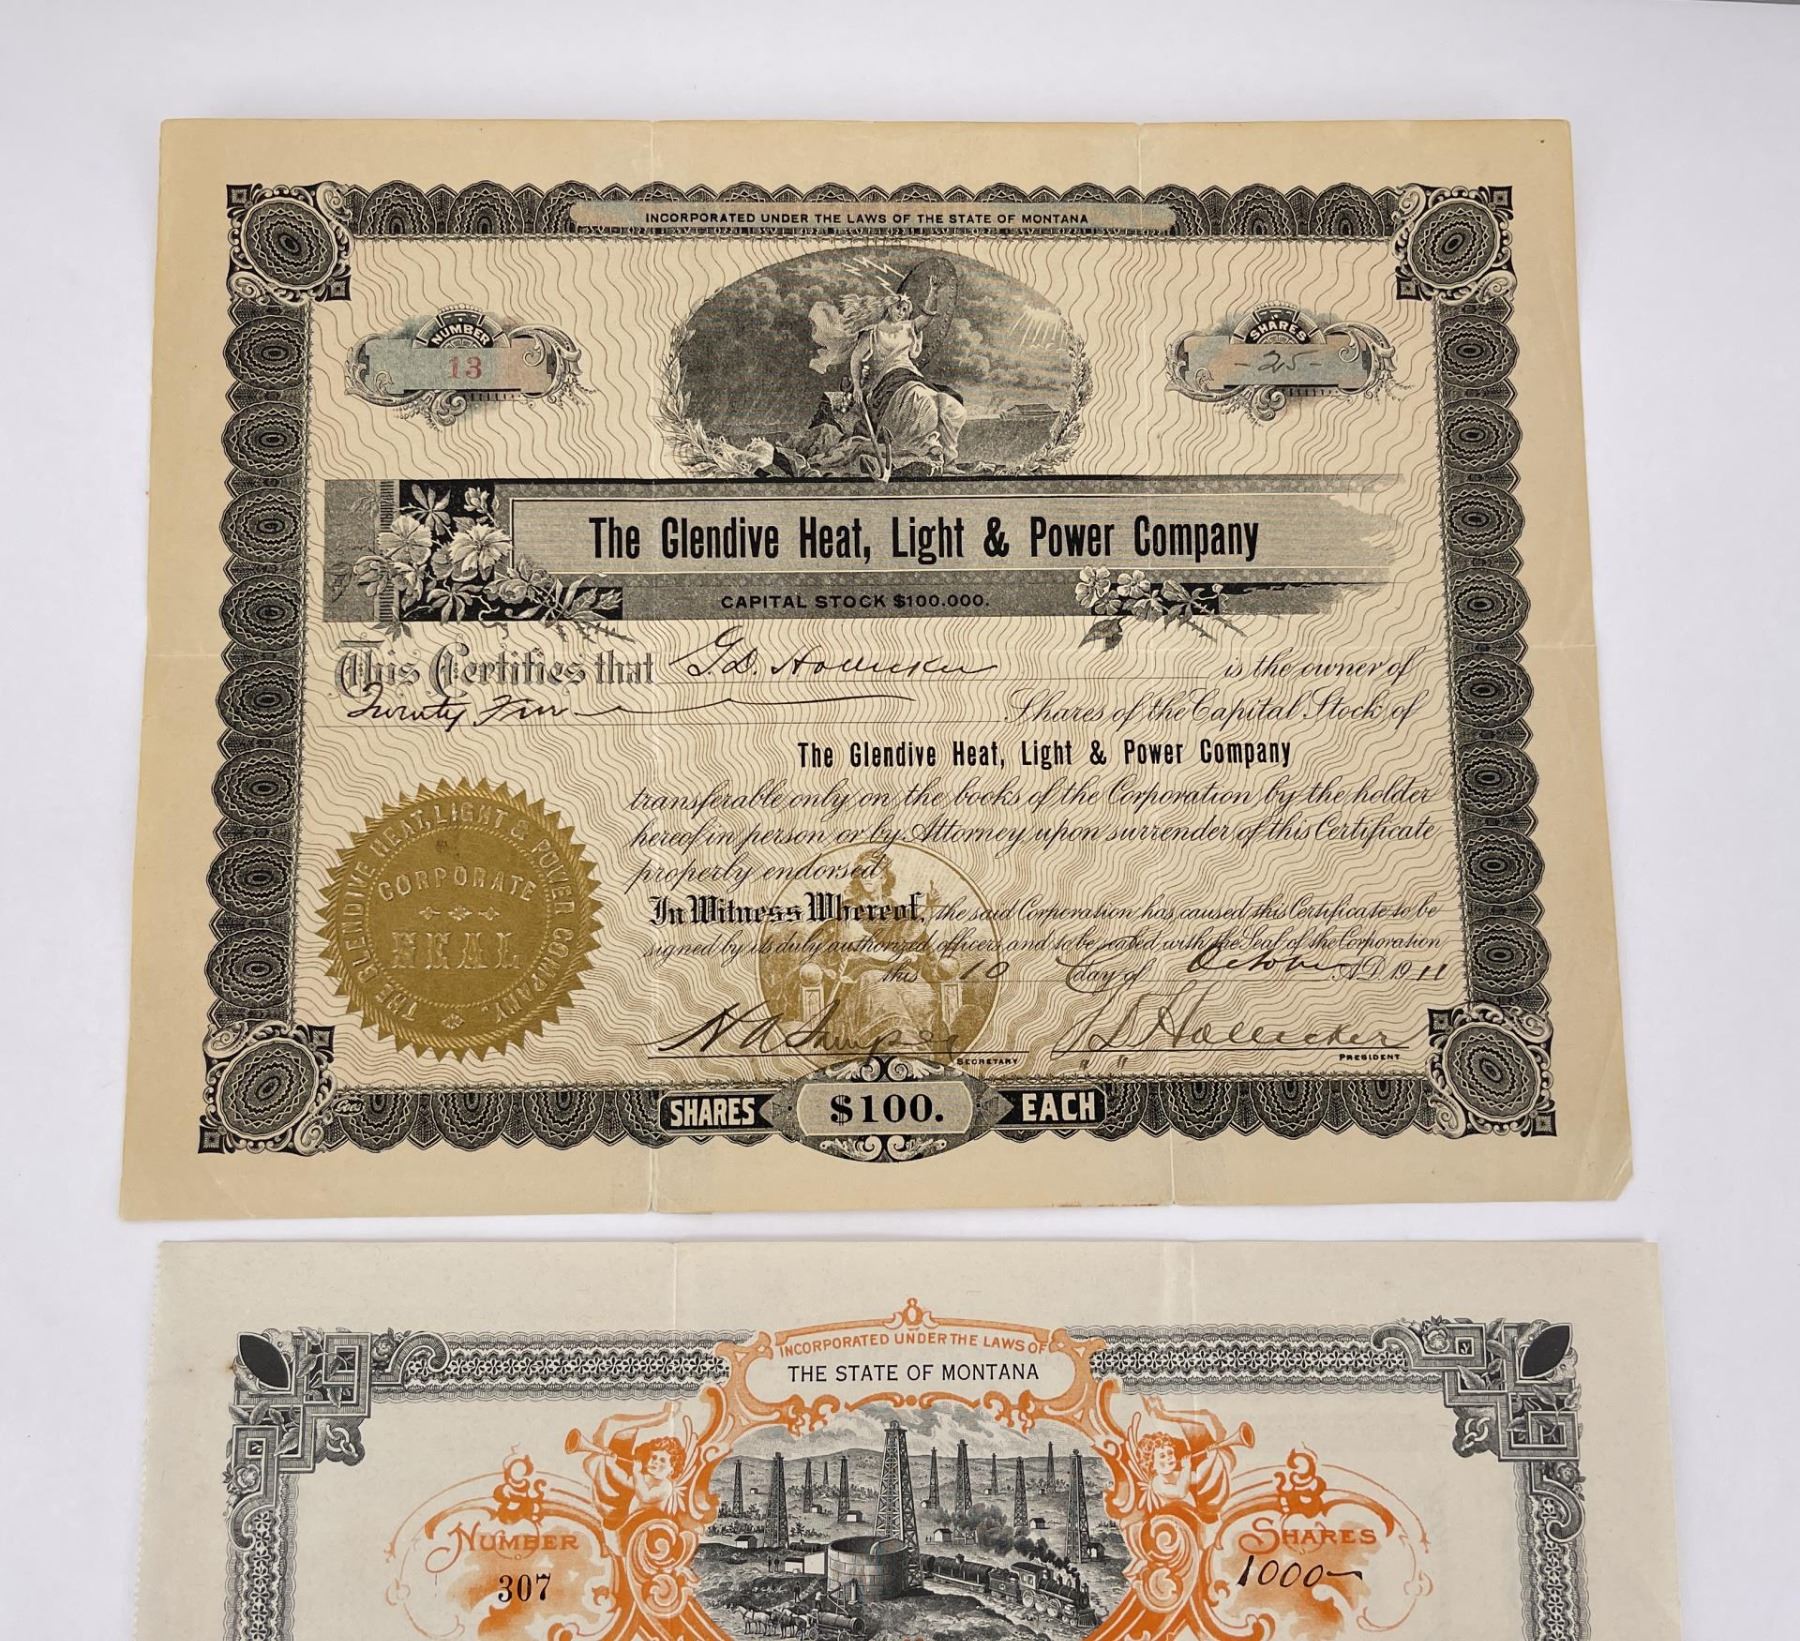 INCORPORATED UNDER THE LAWS OF THE STATE OF MONTANA
NUMBER
13
SHARES
-25-
The Glendive Heat, Light & Power Company
CAPITAL STOCK $100.000.
This Certifies that G.D. Hollecker is the owner of
Twenty Five Shares of the Capital Stock of
The Glendive Heat, Light & Power Company
transferable only on the books of the Corporation by the holder
hereof in person or by Attorney upon surrender of this Certificate
properly endorsed.
In Witness Whereof, the said Corporation has caused this Certificate to be
signed by its duly authorized officers and to be sealed with the Seal of the Corporation
this 10 day of October A.D. 1911
THE GLENDIVE HEAT, LIGHT & POWER COMPANY.
CORPORATE
SEAL
SECRETARY
Hollecker
PRESIDENT
Goes
SHARES $100. EACH
INCORPORATED UNDER THE LAWS OF
THE STATE OF MONTANA
NUMBER
307
SHARES
1000-